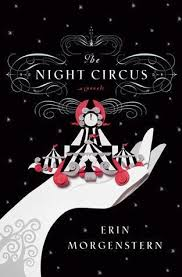 The
NIGHT CIRCUS
a novel
ERIN
MORGENSTERN